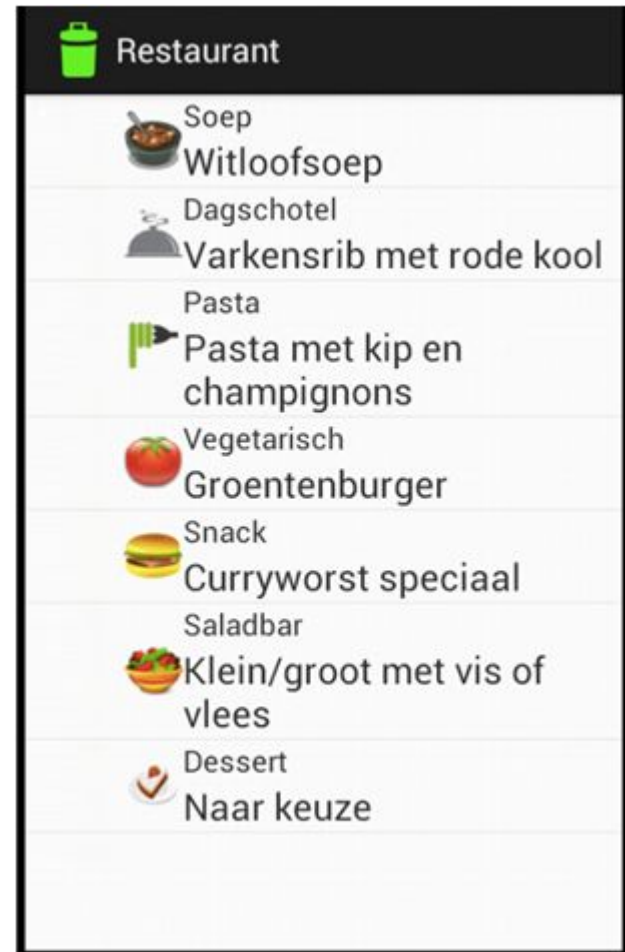 Restaurant
Soep
Witloofsoep
Dagschotel
Varkensrib met rode kool
Pasta
Pasta met kip en
champignons
Vegetarisch
Groentenburger
Snack
Curryworst speciaal
Saladbar
Klein/groot met vis of
vlees
Dessert
Naar keuze